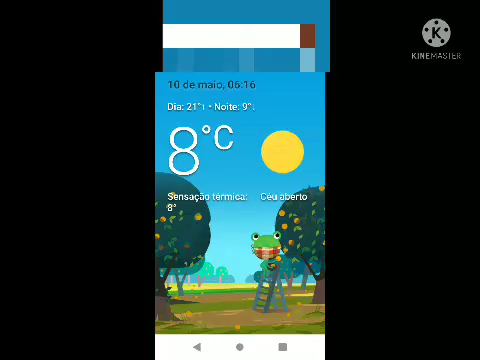 KINEMASTER
10 de maio, 06:16
Dia: 21°↑ • Noite: 9°↓
8°C
Sensação térmica:
8°
Céu aberto